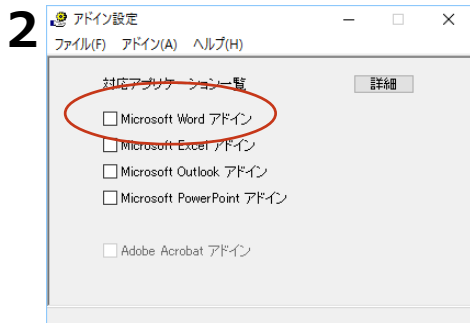 2
アドイン設定
ファイル(F) アドイン(A) ヘルプ(H)
対応アプリケーション一覧 詳細
Microsoft Word アドイン
Microsoft Excel アドイン
Microsoft Outlook アドイン
Microsoft PowerPoint アドイン
Adobe Acrobat アドイン